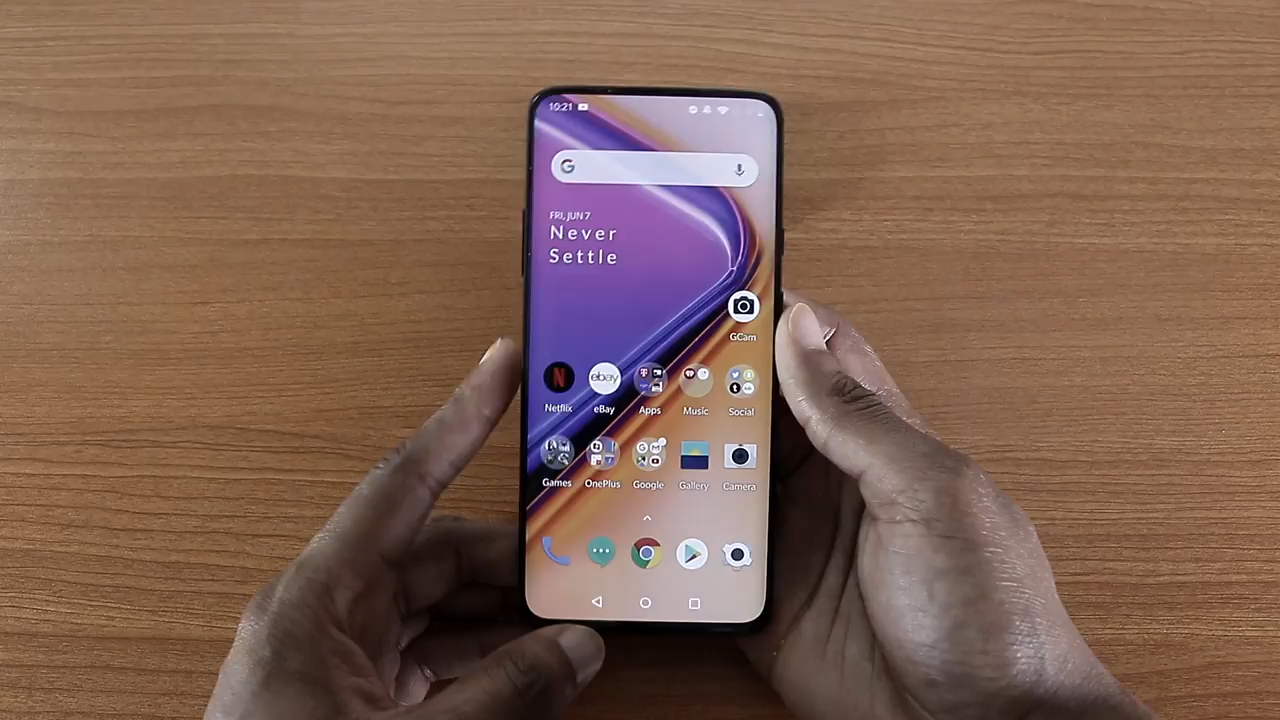 10:21
G
FRI, JUN 7
Never
Settle
GCam
N
ebay
Netflix eBay Apps Music Social
Games OnePlus Google Gallery Camera